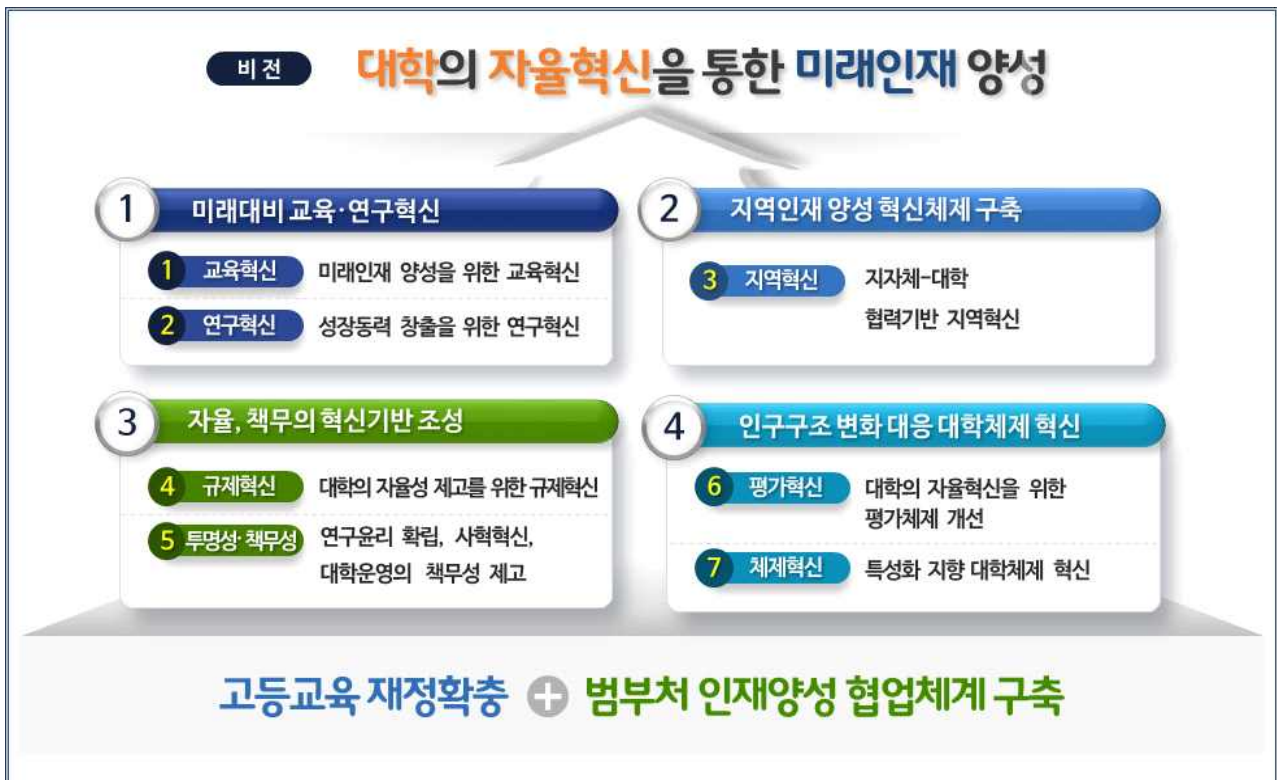 비전
대학의 자율혁신을 통한 미래인재 양성
1 미래대비 교육·연구혁신
1 교육혁신 미래인재 양성을 위한 교육혁신
2 연구혁신 성장동력 창출을 위한 연구혁신
2 지역인재 양성 혁신체제 구축
3 지역혁신 지자체-대학
협력기반 지역혁신
3 자율, 책무의 혁신기반 조성
4 규제혁신 대학의 자율성 제고를 위한 규제혁신
5 투명성·책무성 연구윤리 확립, 사혁혁신,
대학운영의 책무성 제고
4 인구구조 변화 대응 대학체제 혁신
6 평가혁신 대학의 자율혁신을 위한
평가체제 개선
7 체제혁신 특성화 지향 대학체제 혁신
고등교육 재정확충 + 범부처 인재양성 협업체계 구축